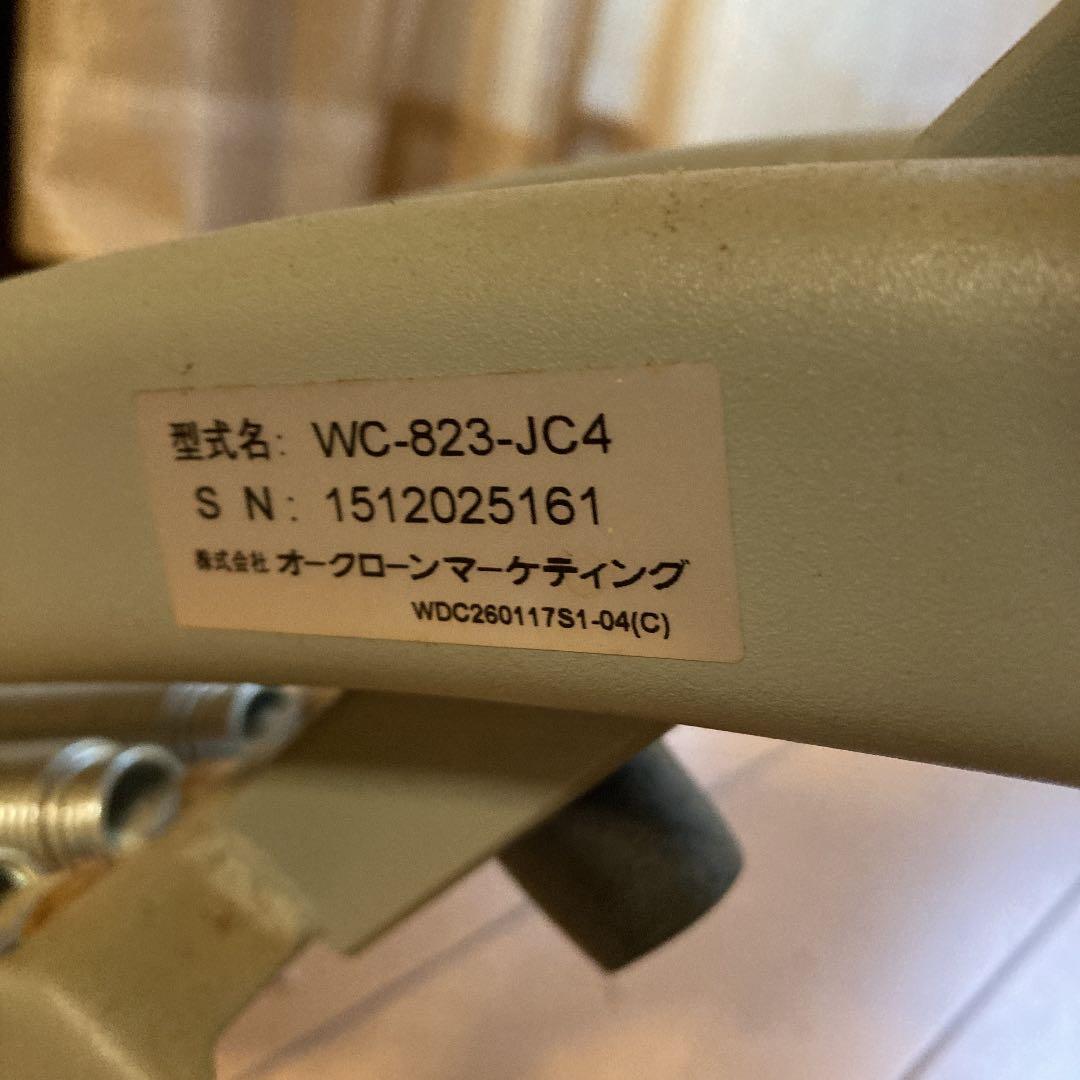 型式名: WC-823-JC4
S N: 1512025161
株式会社 オークローンマーケティング
WDC260117S1-04(C)